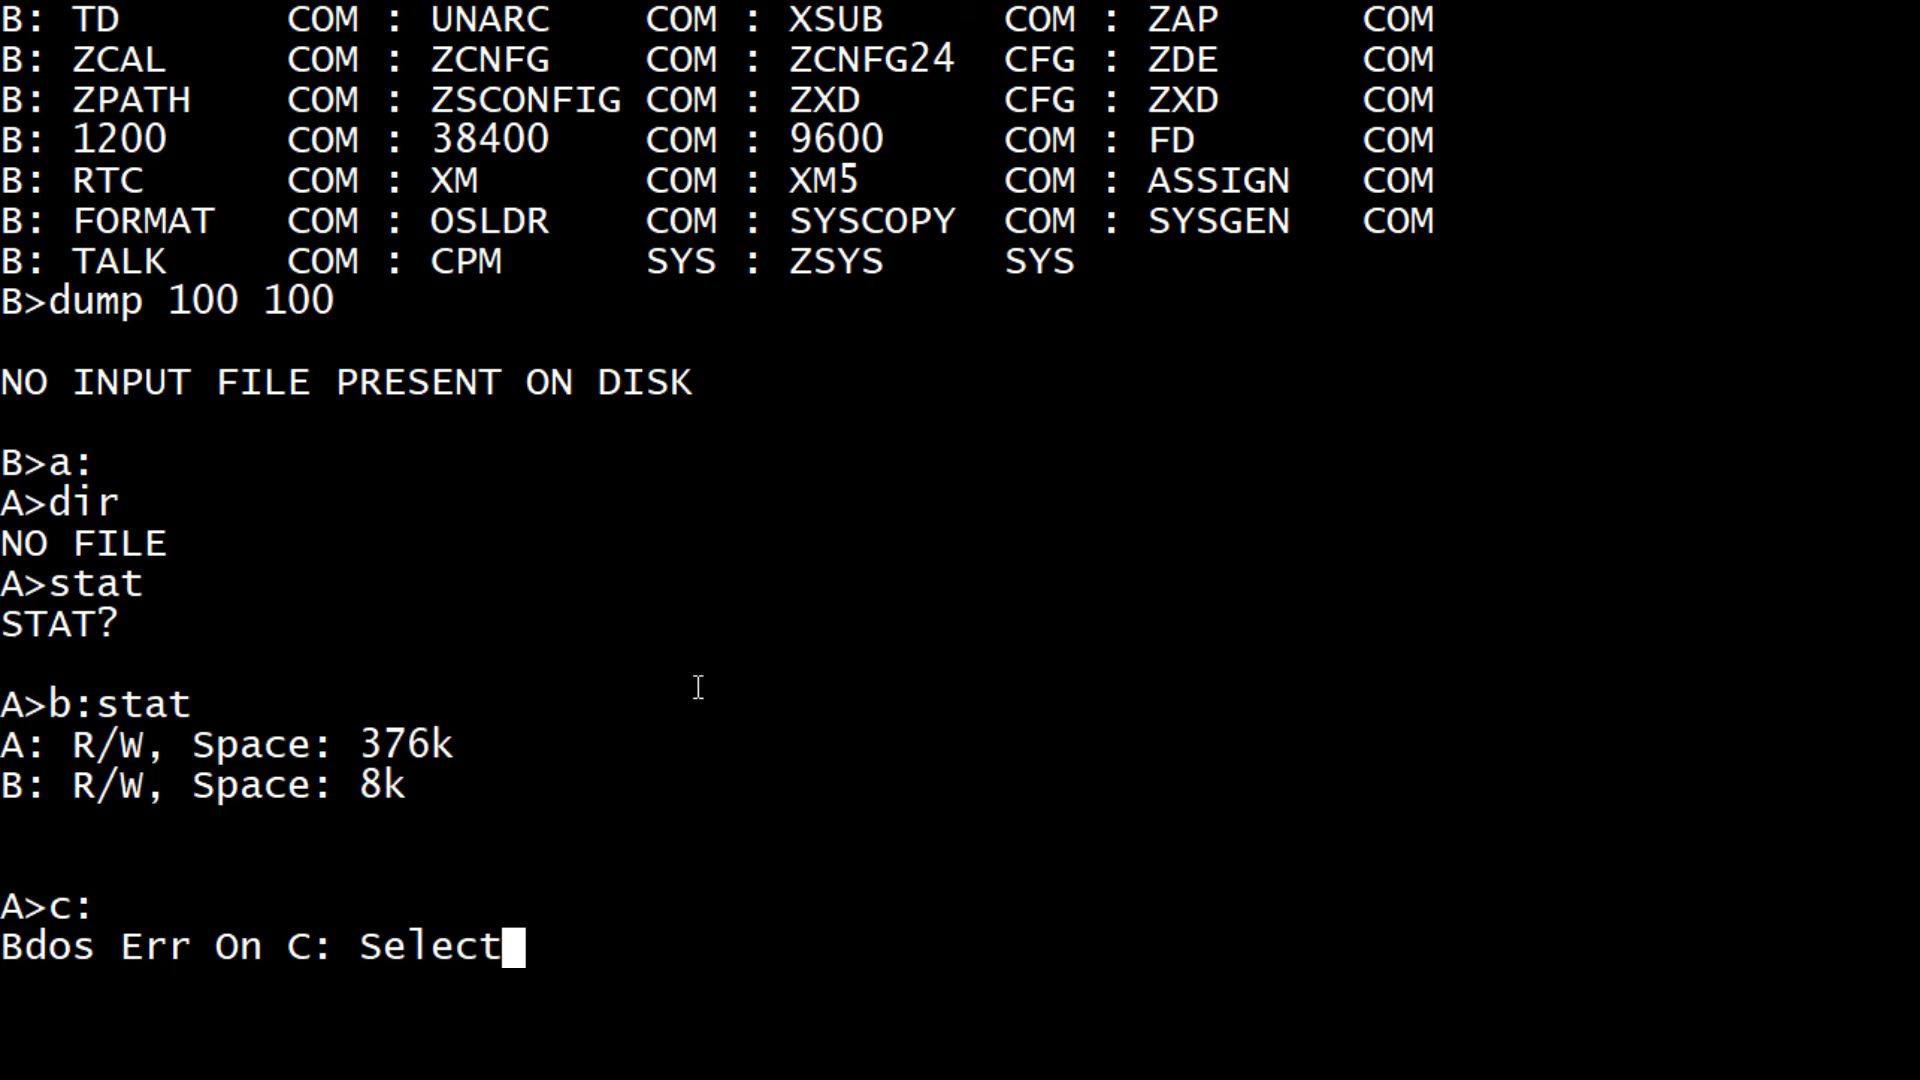 B: TD       COM : UNARC    COM : XSUB     COM : ZAP      COM
B: ZCAL     COM : ZCNFG    COM : ZCNFG24  CFG : ZDE      COM
B: ZPATH    COM : ZSCONFIG COM : ZXD      CFG : ZXD      COM
B: 1200     COM : 38400    COM : 9600     COM : FD       COM
B: RTC      COM : XM       COM : XM5      COM : ASSIGN   COM
B: FORMAT   COM : OSLDR    COM : SYSCOPY  COM : SYSGEN   COM
B: TALK     COM : CPM      SYS : ZSYS     SYS
B>dump 100 100
NO INPUT FILE PRESENT ON DISK
B>a:
A>dir
NO FILE
A>stat
STAT?
A>b:stat
A: R/W, Space: 376k
B: R/W, Space: 8k
A>c:
Bdos Err On C: Select